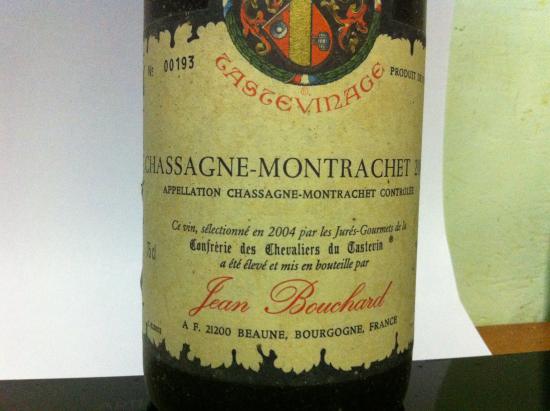 No 00193
TASTEVINAGE
PRODUIT
CHASSAGNE-MONTRACHET 2
APPELLATION CHASSAGNE-MONTRACHET CONTROLÉE
Ce vin, sélectionné en 2004 par les Jurés-Gourmets de la
Confrérie des Chevaliers du Tastevin ®
a été élevé et mis en bouteille par
75cl
Jean Bouchard
A F. 21200 BEAUNE, BOURGOGNE, FRANCE